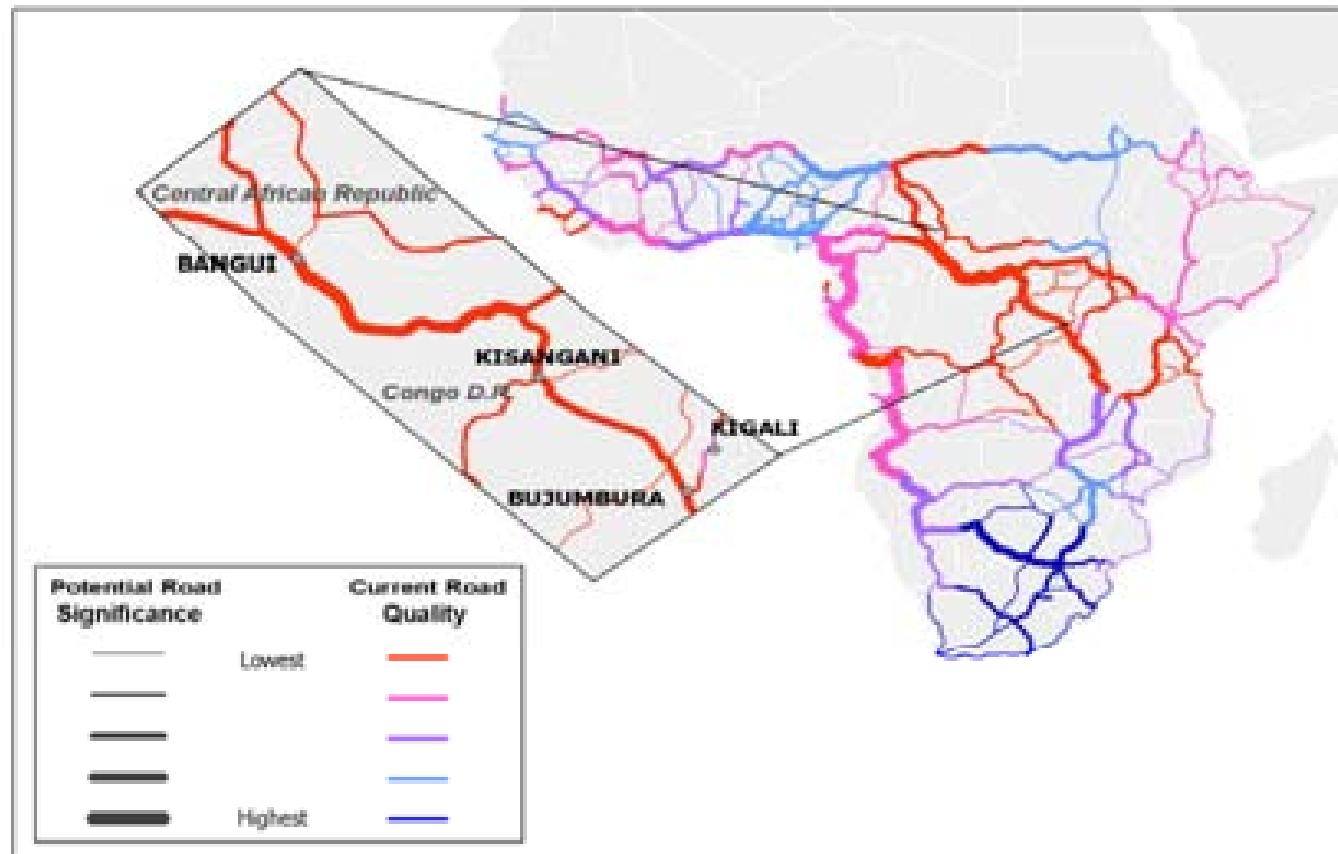 Central African Republic
BANGUI
KISANGANI
Congo D.R.
KIGALI
BUJUMBURA
Potential Road Current Road
Significance Quality
Lowest
Highest